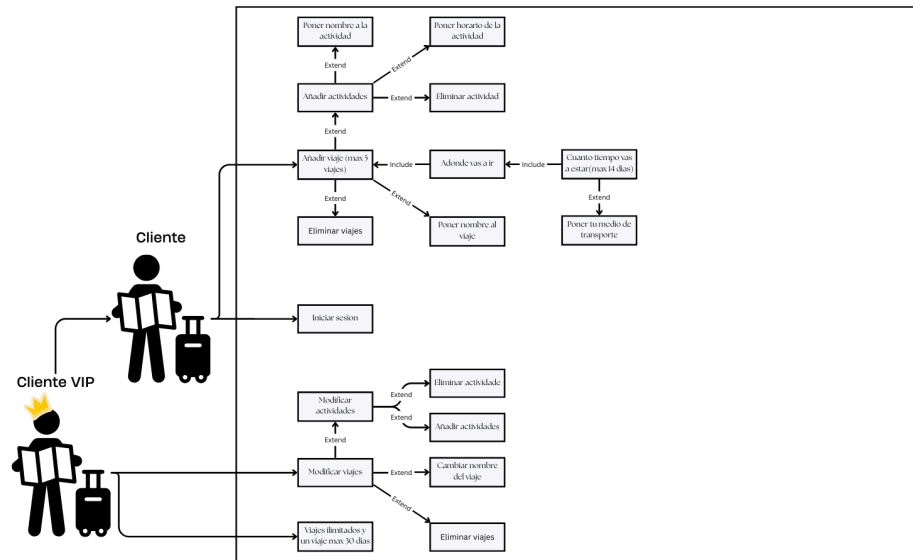 Poner nombre a la
actividad
Poner horario de la
actividad
Extend
Extend
Añadir actividades
Extend
Eliminar actividad
Extend
Añadir viaje (max 5
viajes)
Include
Adonde vas a ir
Include
Cuanto tiempo vas
a estar(max 14 dias)
Extend
Extend
Extend
Eliminar viajes
Poner nombre al
viaje
Poner tu medio de
transporte
Cliente
Iniciar sesion
Cliente VIP
Eliminar actividade
Extend
Modificar
actividades
Extend
Añadir actividades
Extend
Modificar viajes
Extend
Cambiar nombre
del viaje
Extend
Viajes ilimitados y
un viaje max 30 dias
Eliminar viajes